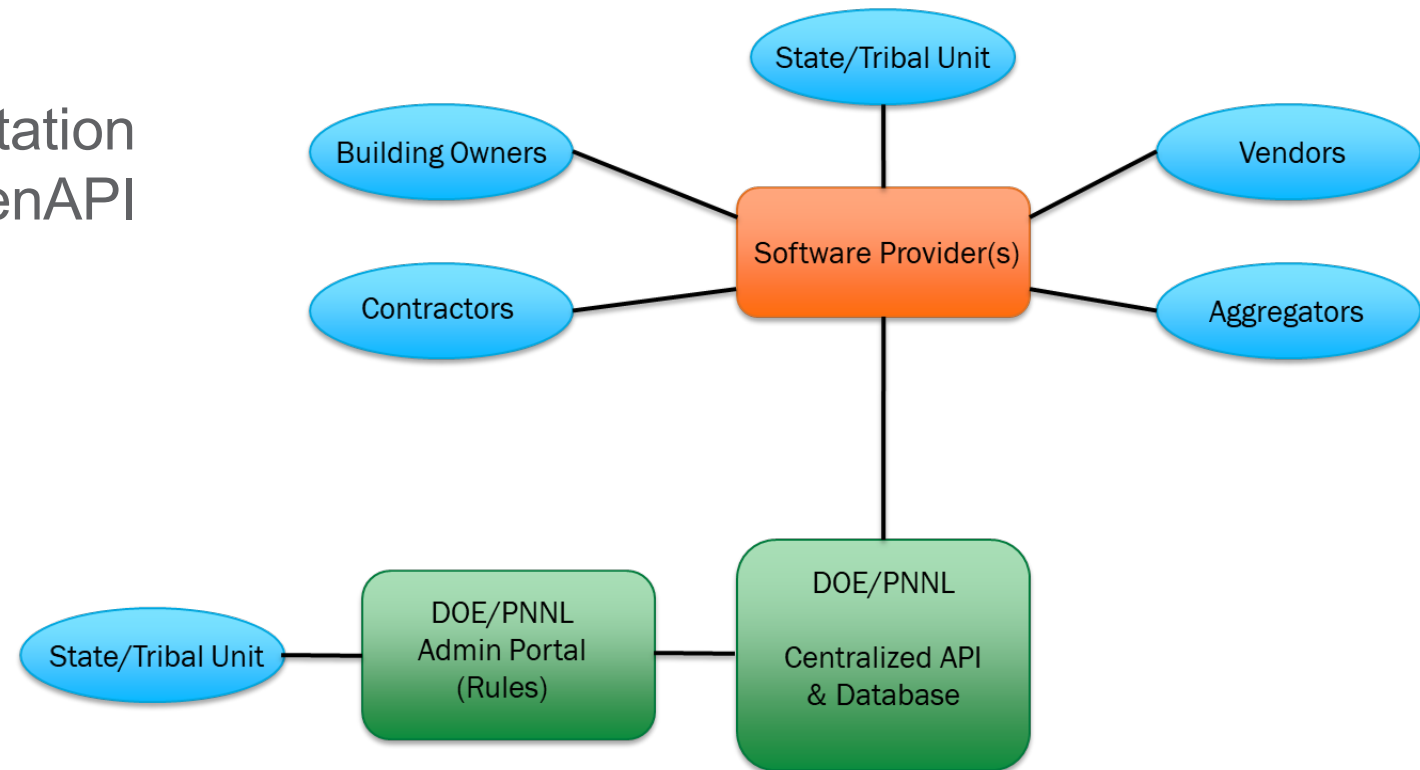 tation
enAPI
State/Tribal Unit
Building Owners
Vendors
Software Provider(s)
Contractors
Aggregators
DOE/PNNL
Admin Portal
(Rules)
DOE/PNNL
Centralized API
& Database
State/Tribal Unit